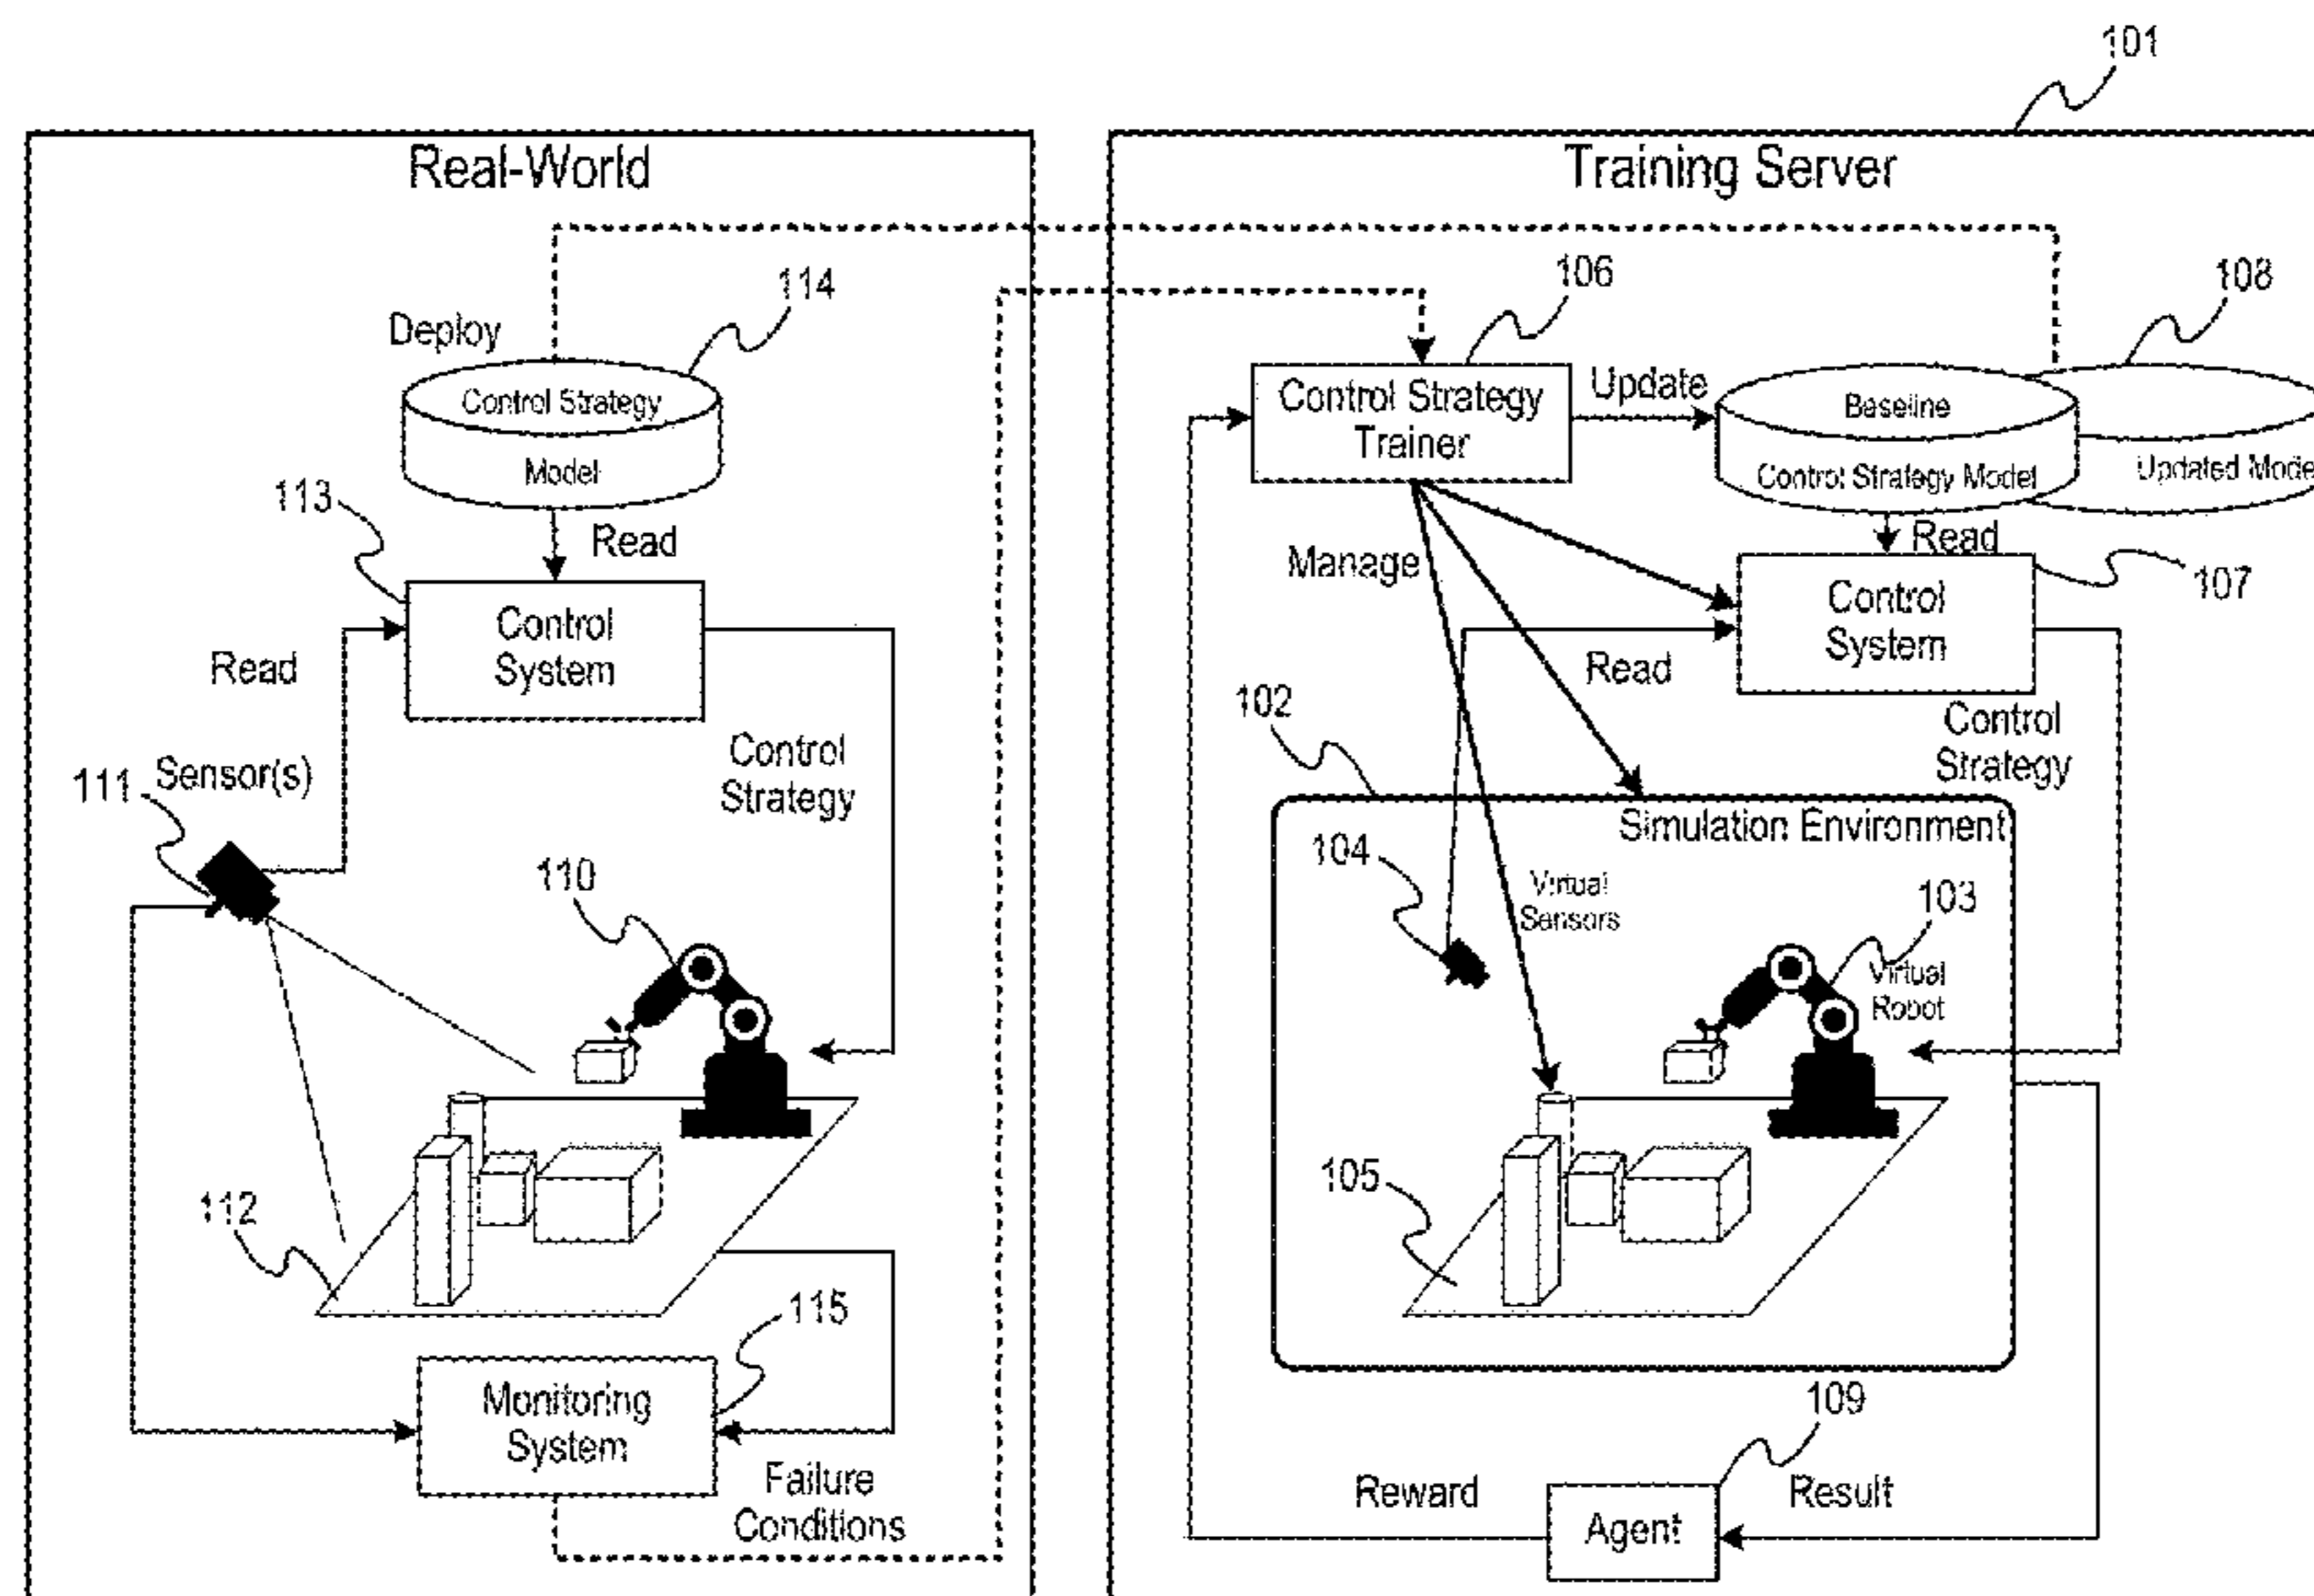 101
Real-World
Training Server
114
106
108
Deploy
Control Strategy
Model
Control Strategy
Trainer
Update
Baseline
Control Strategy Model
Updated Mode
113
Read
Manage
Read
107
Control
System
Control
System
Read
Read
102
Control
Strategy
Control
Strategy
111
Sensor(s)
Simulation Environment
104
110
Virtual
Sensors
103
Virtual
Robot
112
105
115
Monitoring
System
109
Failure
Conditions
Reward
Result
Agent